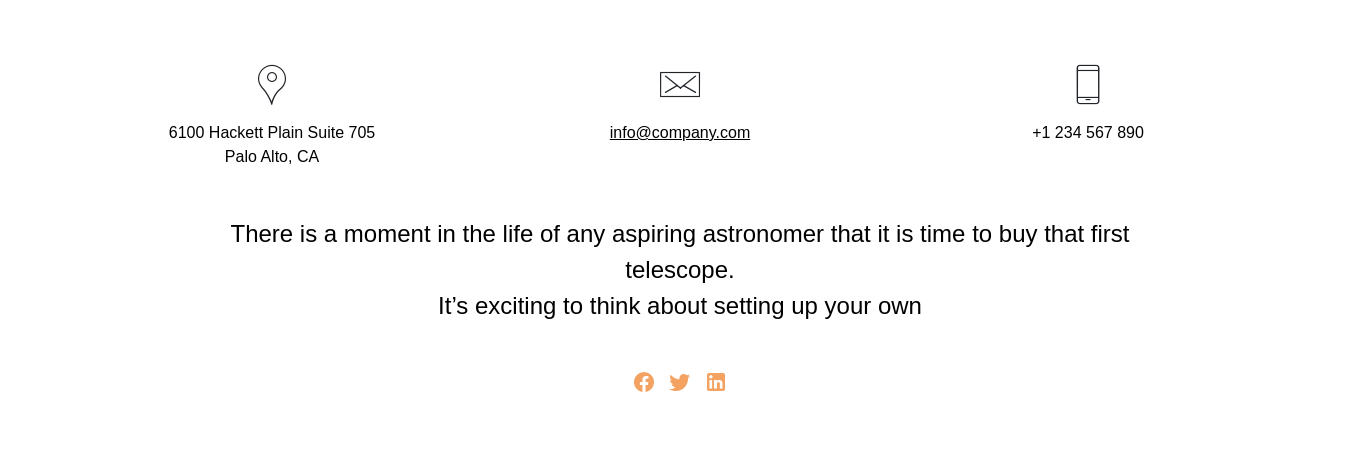 6100 Hackett Plain Suite 705
Palo Alto, CA
info@company.com
+1 234 567 890
There is a moment in the life of any aspiring astronomer that it is time to buy that first
telescope.
It’s exciting to think about setting up your own